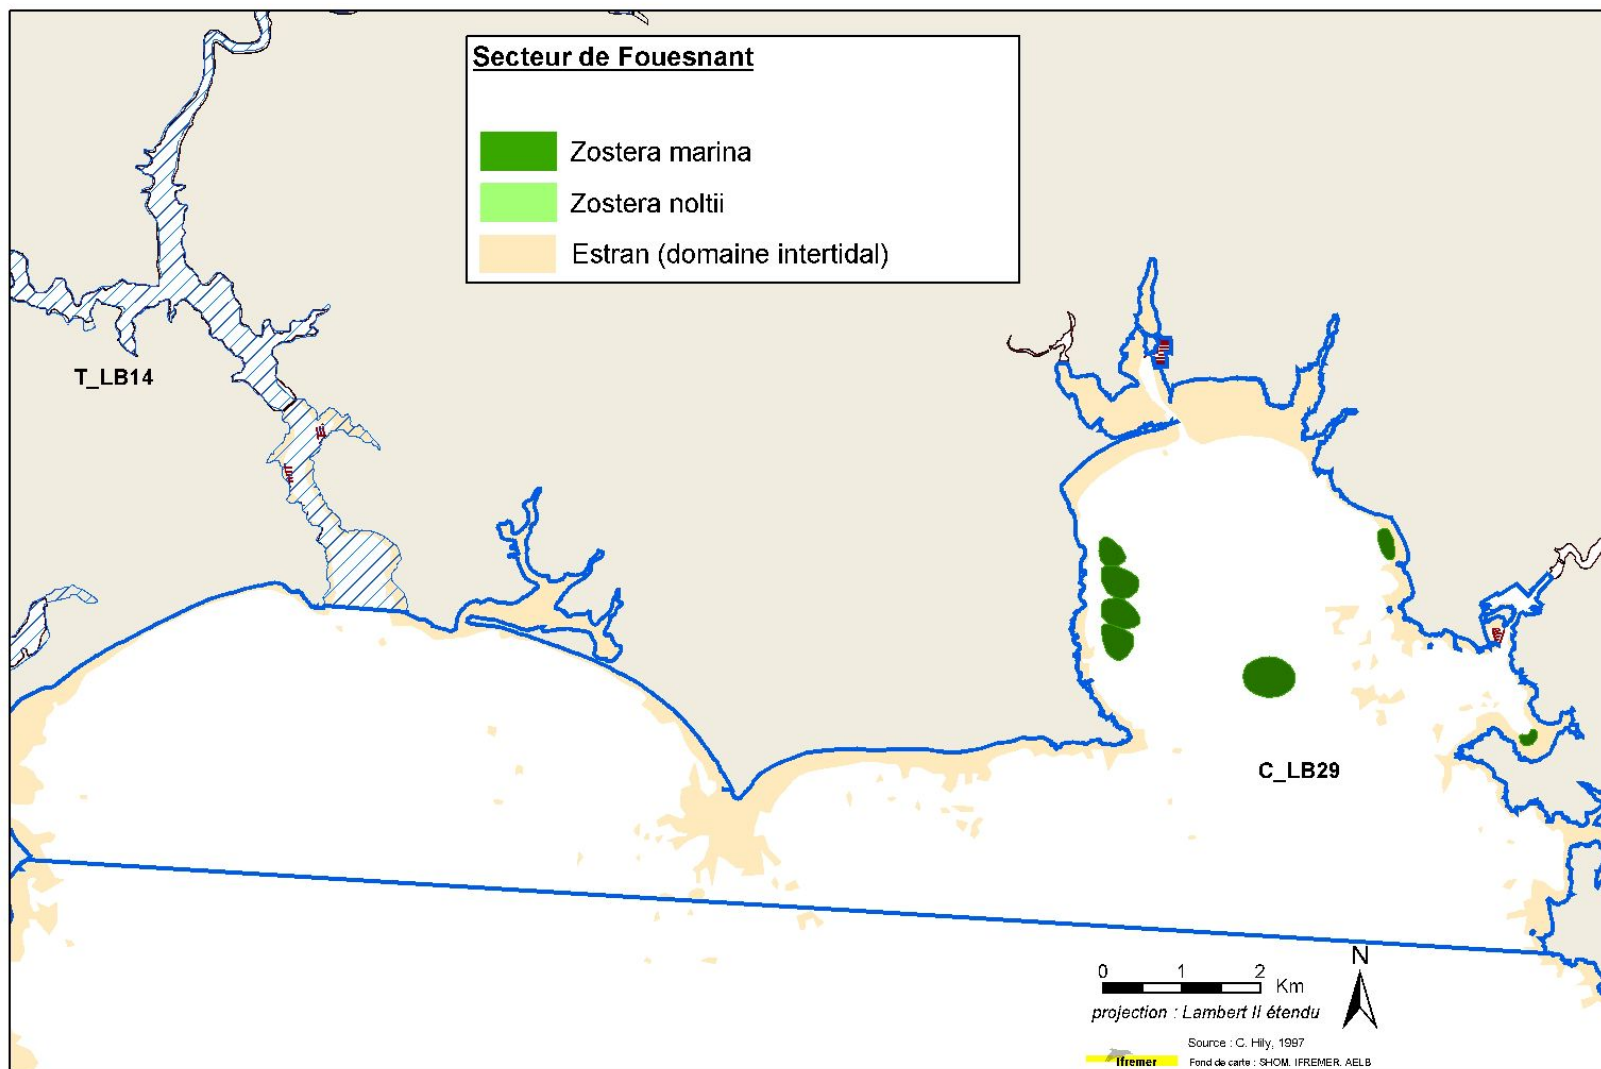 Secteur de Fouesnant
Zostera marina
Zostera noltii
Estran (domaine intertidal)
T_LB14
C_LB29
N
0 1 2
Km
projection : Lambert II étendu
Source : C. Hily, 1997
Ifremer
Fond de carte : SHOM, IFREMER, AELB